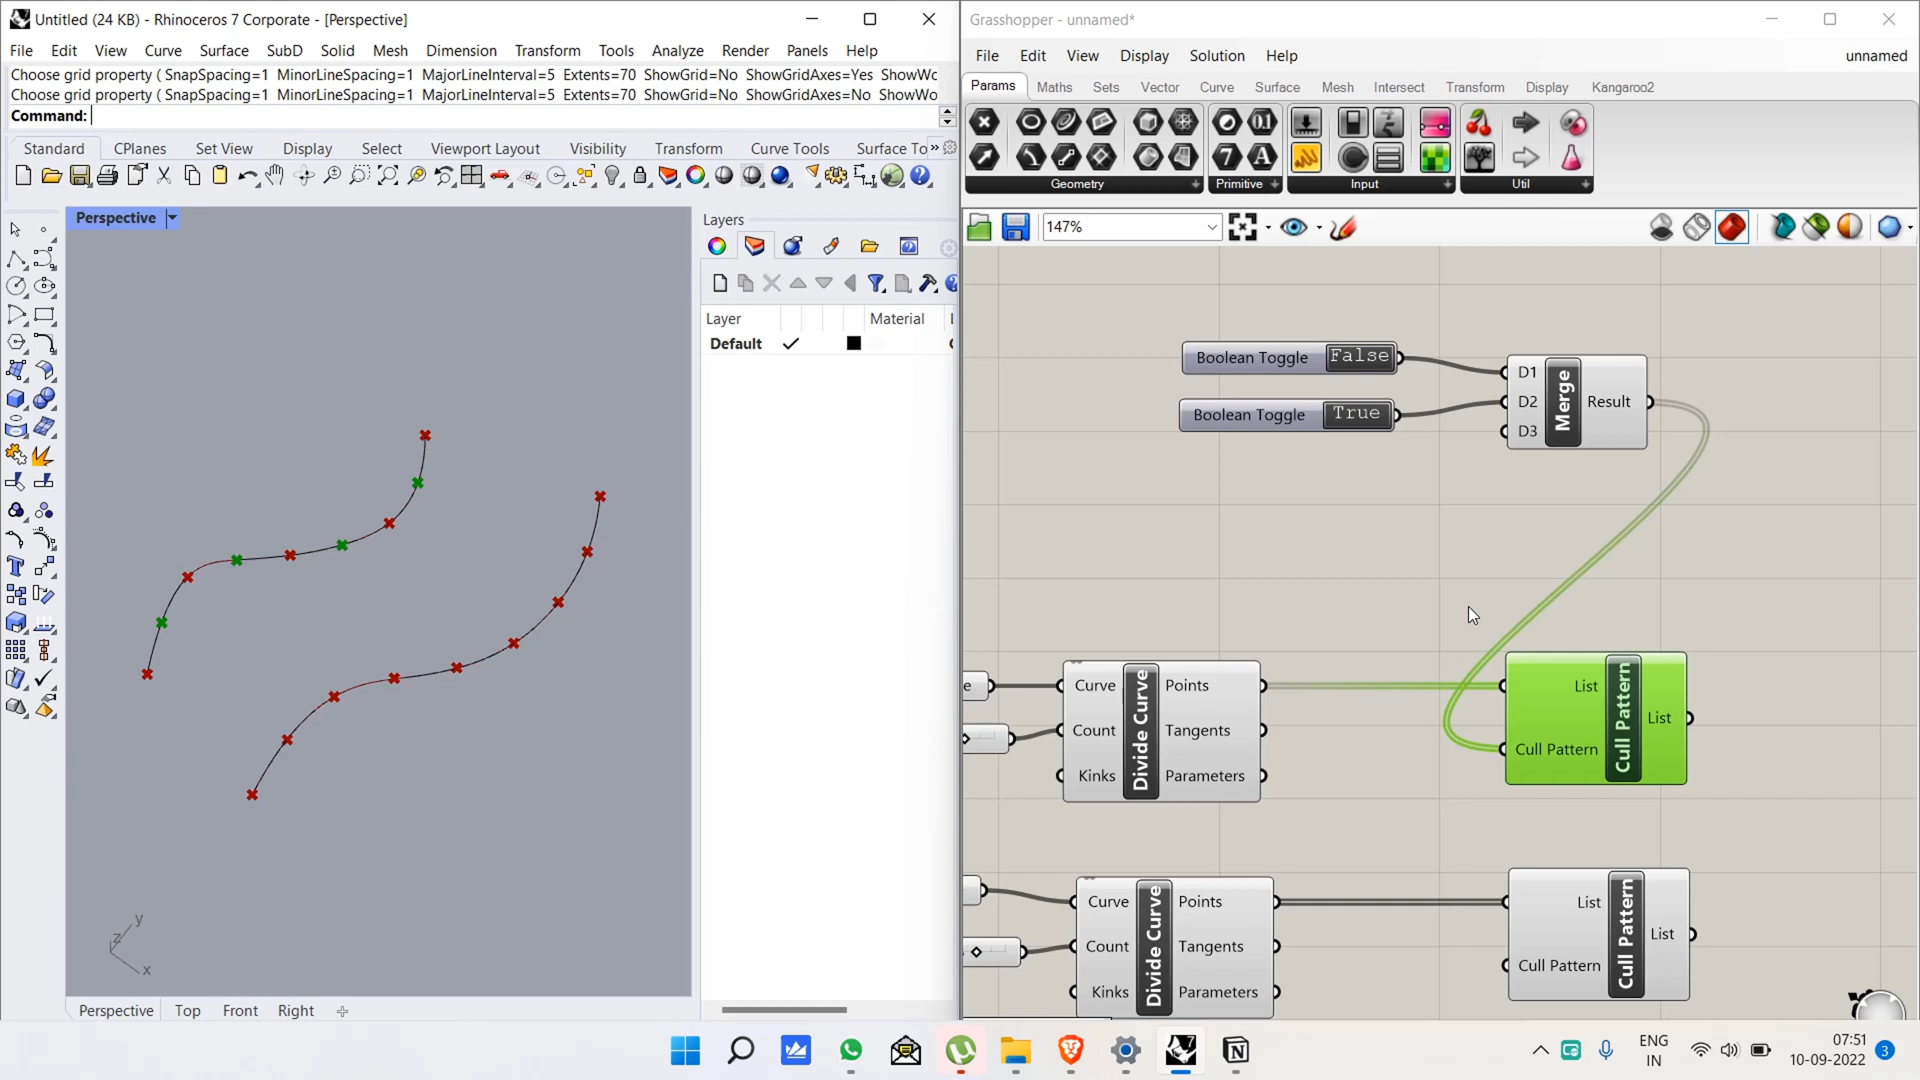 Untitled (24 KB) - Rhinoceros 7 Corporate - [Perspective]
File Edit View Curve Surface SubD Solid Mesh Dimension Transform Tools Analyze Render Panels Help
Choose grid property ( SnapSpacing=1 MinorLineSpacing=1 MajorLineInterval=5 Extents=70 ShowGrid=No ShowGridAxes=Yes ShowWc
Choose grid property ( SnapSpacing=1 MinorLineSpacing=1 MajorLineInterval=5 Extents=70 ShowGrid=No ShowGridAxes=No ShowWo
Command:
Standard CPlanes Set View Display Select Viewport Layout Visibility Transform Curve Tools Surface To »
Perspective
Layers
Layer Material
Default
y
z
x
Perspective Top Front Right
Grasshopper - unnamed*
File Edit View Display Solution Help unnamed
Params Maths Sets Vector Curve Surface Mesh Intersect Transform Display Kangaroo2
Geometry Primitive Input Util
147%
Boolean Toggle False
Boolean Toggle True
D1
D2
D3
Merge
Result
e
Curve
Count
Kinks
Divide Curve
Points
Tangents
Parameters
List
Cull Pattern
Cull Pattern
List
Curve
Count
Kinks
Divide Curve
Points
Tangents
Parameters
List
Cull Pattern
Cull Pattern
List
ENG
IN
07:51
10-09-2022
3